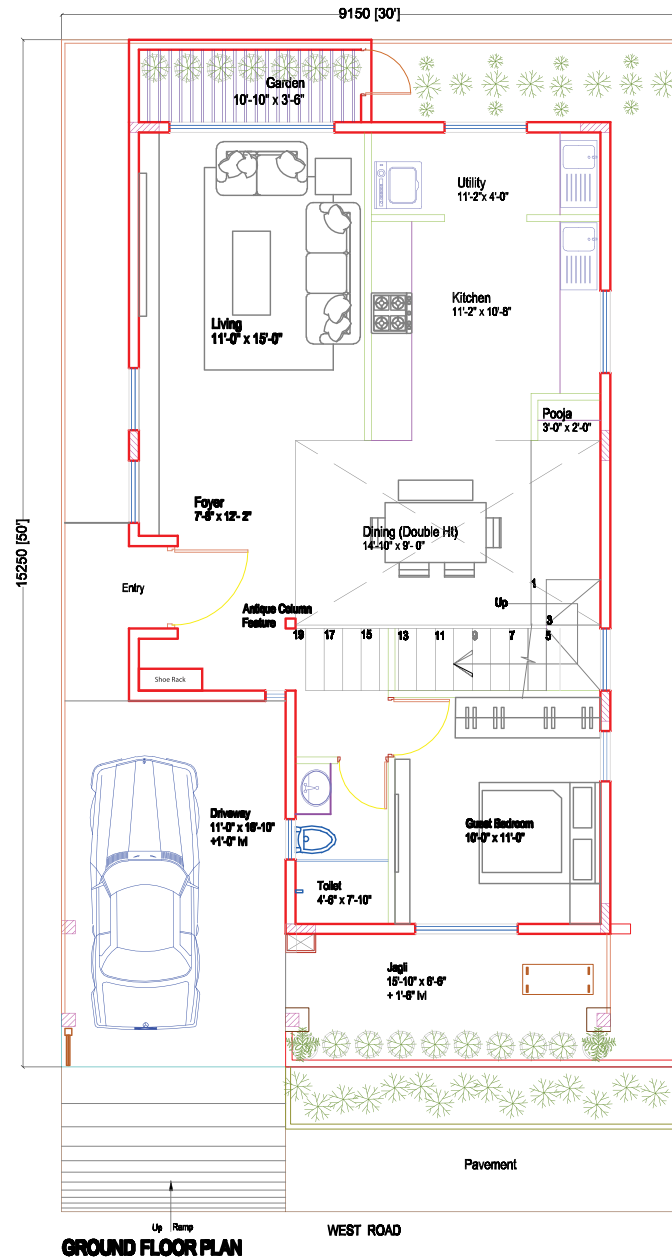 9150 [30']
Garden
10'-10" x 3'-6"
Utility
11'-2"x 4'-0"
Kitchen
11'-2" x 10'-8"
Living
11'-0" x 15'-0"
Pooja
3'-0" x 2'-0"
Foyer
7'-6" x 12'- 2"
Dining (Double Ht)
14'-10" x 9'- 0"
15250 [50']
Entry
1
Up
Antique Column
Feature
3
19 17 15 13 11 9 7 5
Shoe Rack
Driveway
11'-0" x 16'-10"
+1'-0" lvl
Guest Bedroom
10'-0" x 11'-0"
Toilet
4'-6" x 7'-10"
Jagli
15'-10" x 6'-6"
+ 1'-6" lvl
Pavement
Up Ramp
WEST ROAD
GROUND FLOOR PLAN